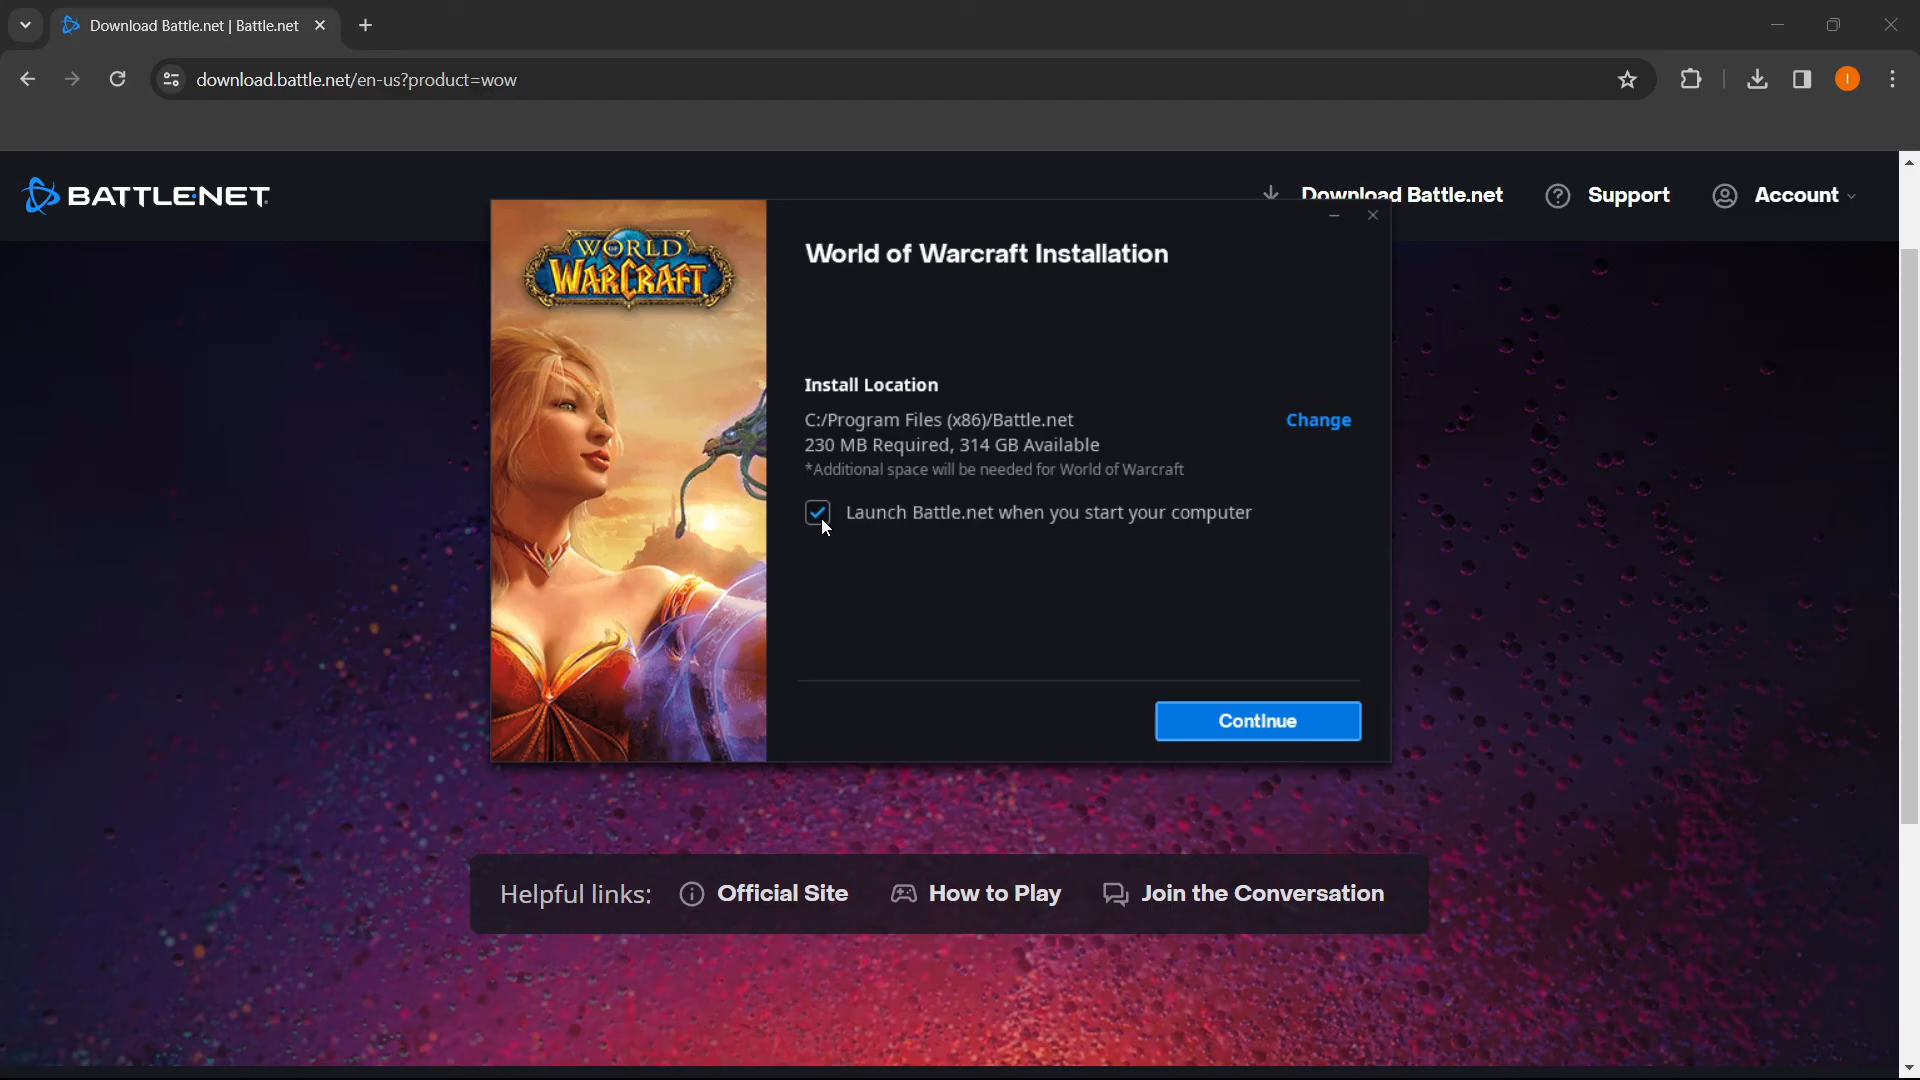 Download Battle.net | Battle.net
download.battle.net/en-us?product=wow
I
BATTLE.NET
Download Battle.net
Support
Account
WORLD OF WARCRAFT
World of Warcraft Installation
Install Location
C:/Program Files (x86)/Battle.net
Change
230 MB Required, 314 GB Available
*Additional space will be needed for World of Warcraft
Launch Battle.net when you start your computer
Continue
Helpful links: Official Site How to Play Join the Conversation